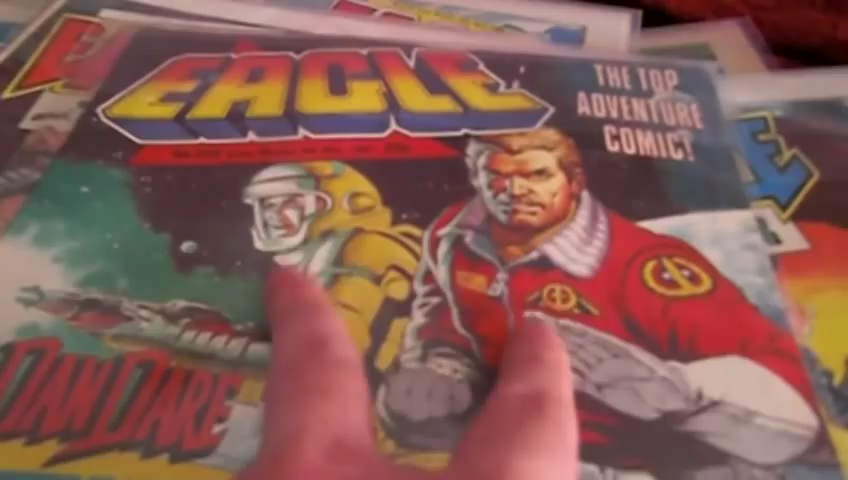 EAGLE
THE TOP
ADVENTURE
COMIC!
DAN DARE